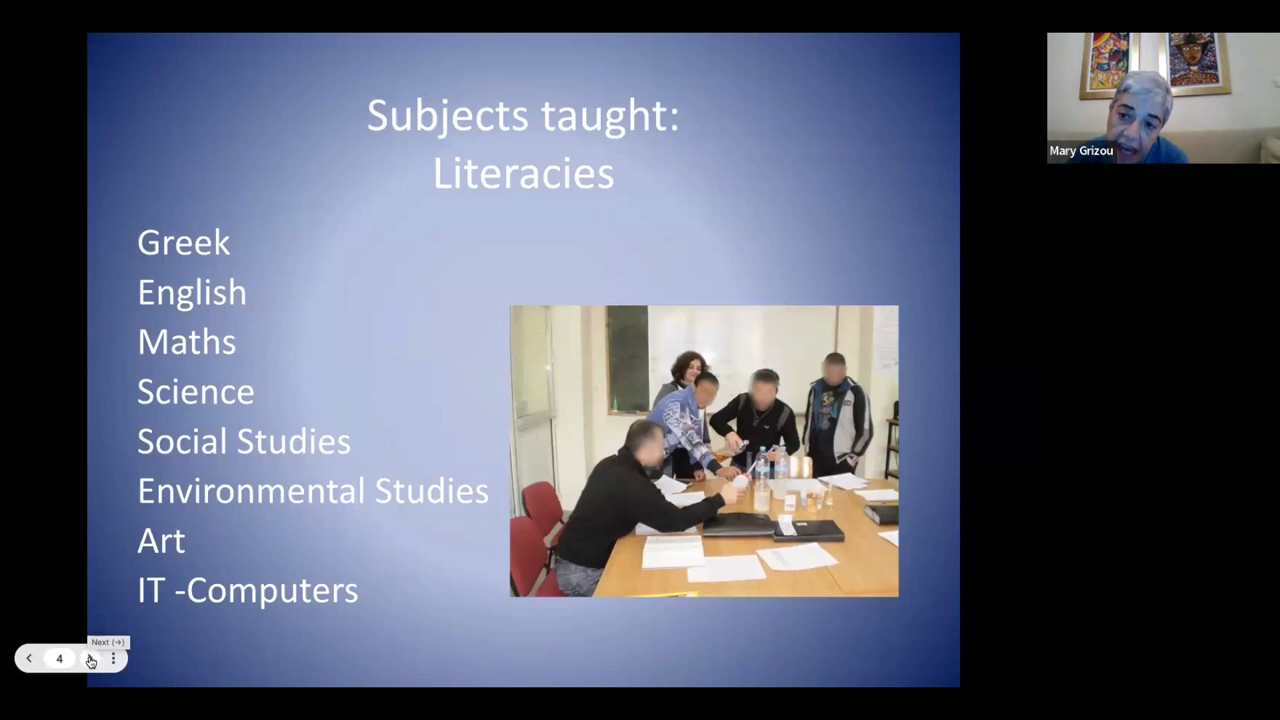 Subjects taught:
Literacies
Greek
English
Maths
Science
Social Studies
Environmental Studies
Art
IT -Computers
Mary Grizou
Next (→)
4